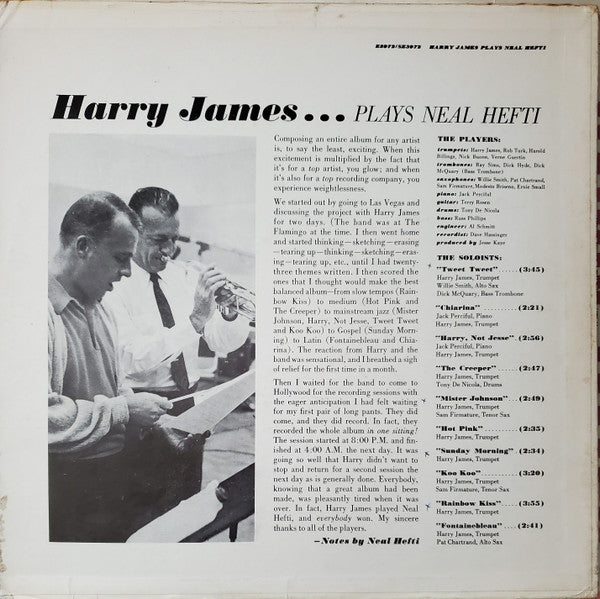 E3972/SE3972 HARRY JAMES PLAYS NEAL HEFTI
Harry James... PLAYS NEAL HEFTI
Composing an entire album for any artist
is, to say the least, exciting. When this
excitement is multiplied by the fact that
it's for a top artist, you glow; and when
it's also for a top recording company, you
experience weightlessness.
We started out by going to Las Vegas and
discussing the project with Harry James
for two days. (The band was at The
Flamingo at the time. I then went home
and started thinking—sketching—erasing
—tearing up—thinking—sketching—eras-
ing—tearing up, etc., until I had twenty-
three themes written. I then scored the
ones that I thought would make the best
balanced album—from slow tempos (Rain-
bow Kiss) to medium (Hot Pink and
The Creeper) to mainstream jazz (Mister
Johnson, Harry, Not Jesse, Tweet Tweet
and Koo Koo) to Gospel (Sunday Morn-
ing) to Latin (Fontainebleau and Chia-
rina). The reaction from Harry and the
band was sensational, and I breathed a sigh
of relief for the first time in a month.
Then I waited for the band to come to
Hollywood for the recording sessions with
the eager anticipation I had felt waiting
for my first pair of long pants. They did
come, and they did record. In fact, they
recorded the whole album in one sitting!
The session started at 8:00 P.M. and fin-
ished at 4:00 A.M. the next day. It was
going so well that Harry didn't want to
stop and return for a second session the
next day as is generally done. Everybody,
knowing that a great album had been
made, was pleasantly tired when it was
over. In fact, Harry James played Neal
Hefti, and everybody won. My sincere
thanks to all of the players.
—Notes by Neal Hefti
THE PLAYERS:
trumpets: Harry James, Rob Turk, Harold
Billings, Nick Buono, Verne Guertin
trombones: Ray Sims, Dick Hyde, Dick
McQuary (Bass Trombone)
saxophones: Willie Smith, Pat Chartrand,
Sam Firmature, Modesto Briseno, Ernie Small
piano: Jack Perciful
guitar: Terry Rosen
drums: Tony De Nicola
bass: Russ Phillips
engineer: Al Schmitt
recordist: Dave Hassinger
produced by Jesse Kaye
THE SOLOISTS:
"Tweet Tweet".....(3:45)
Harry James, Trumpet
Willie Smith, Alto Sax
Dick McQuary, Bass Trombone
"Chiarina".........(2:21)
Jack Perciful, Piano
Harry James, Trumpet
"Harry, Not Jesse" (2:56)
Jack Perciful, Piano
Harry James, Trumpet
"The Creeper".....(2:47)
Harry James, Trumpet
Tony De Nicola, Drums
"Mister Johnson"..(2:49)
Harry James, Trumpet
Sam Firmature, Tenor Sax
"Hot Pink".........(2:35)
Harry James, Trumpet
"Sunday Morning".(2:34)
Harry James, Trumpet
"Koo Koo".........(3:20)
Harry James, Trumpet
Sam Firmature, Tenor Sax
"Rainbow Kiss"....(3:55)
Harry James, Trumpet
"Fontainebleau"....(2:41)
Harry James, Trumpet
Pat Chartrand, Alto Sax